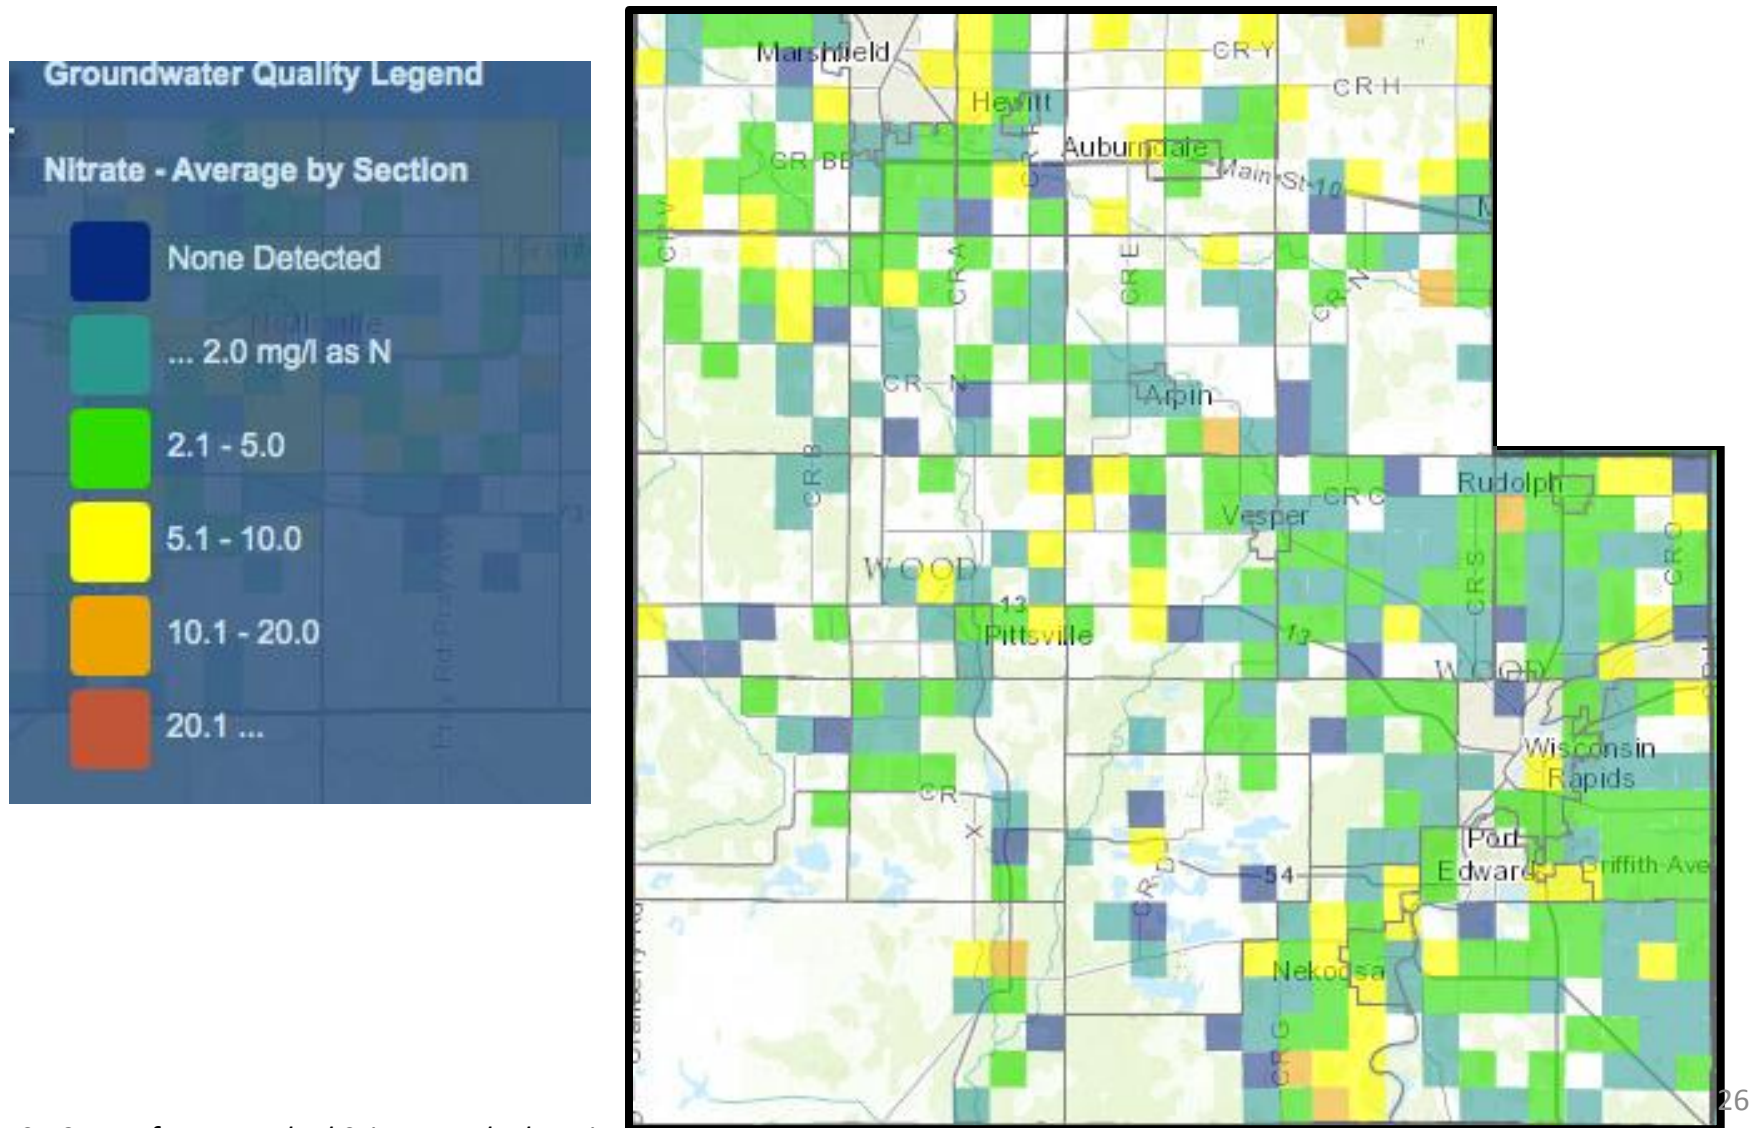 Groundwater Quality Legend
Nitrate - Average by Section
None Detected
... 2.0 mg/l as N
2.1 - 5.0
5.1 - 10.0
10.1 - 20.0
20.1 ...
Marshfield
CR Y
CR H
Hewitt
Auburndale
CR BB
Main St 10
CR V
CR A
CR E
CR N
CR N
Arpin
CR B
Rudolph
CR C
Vesper
CR S
WOOD
13
Pittsville
13
WOOD
Wisconsin
Rapids
CR
X
Port
Edward
Griffith Ave
CR D
54
Nekoosa
CR G
26